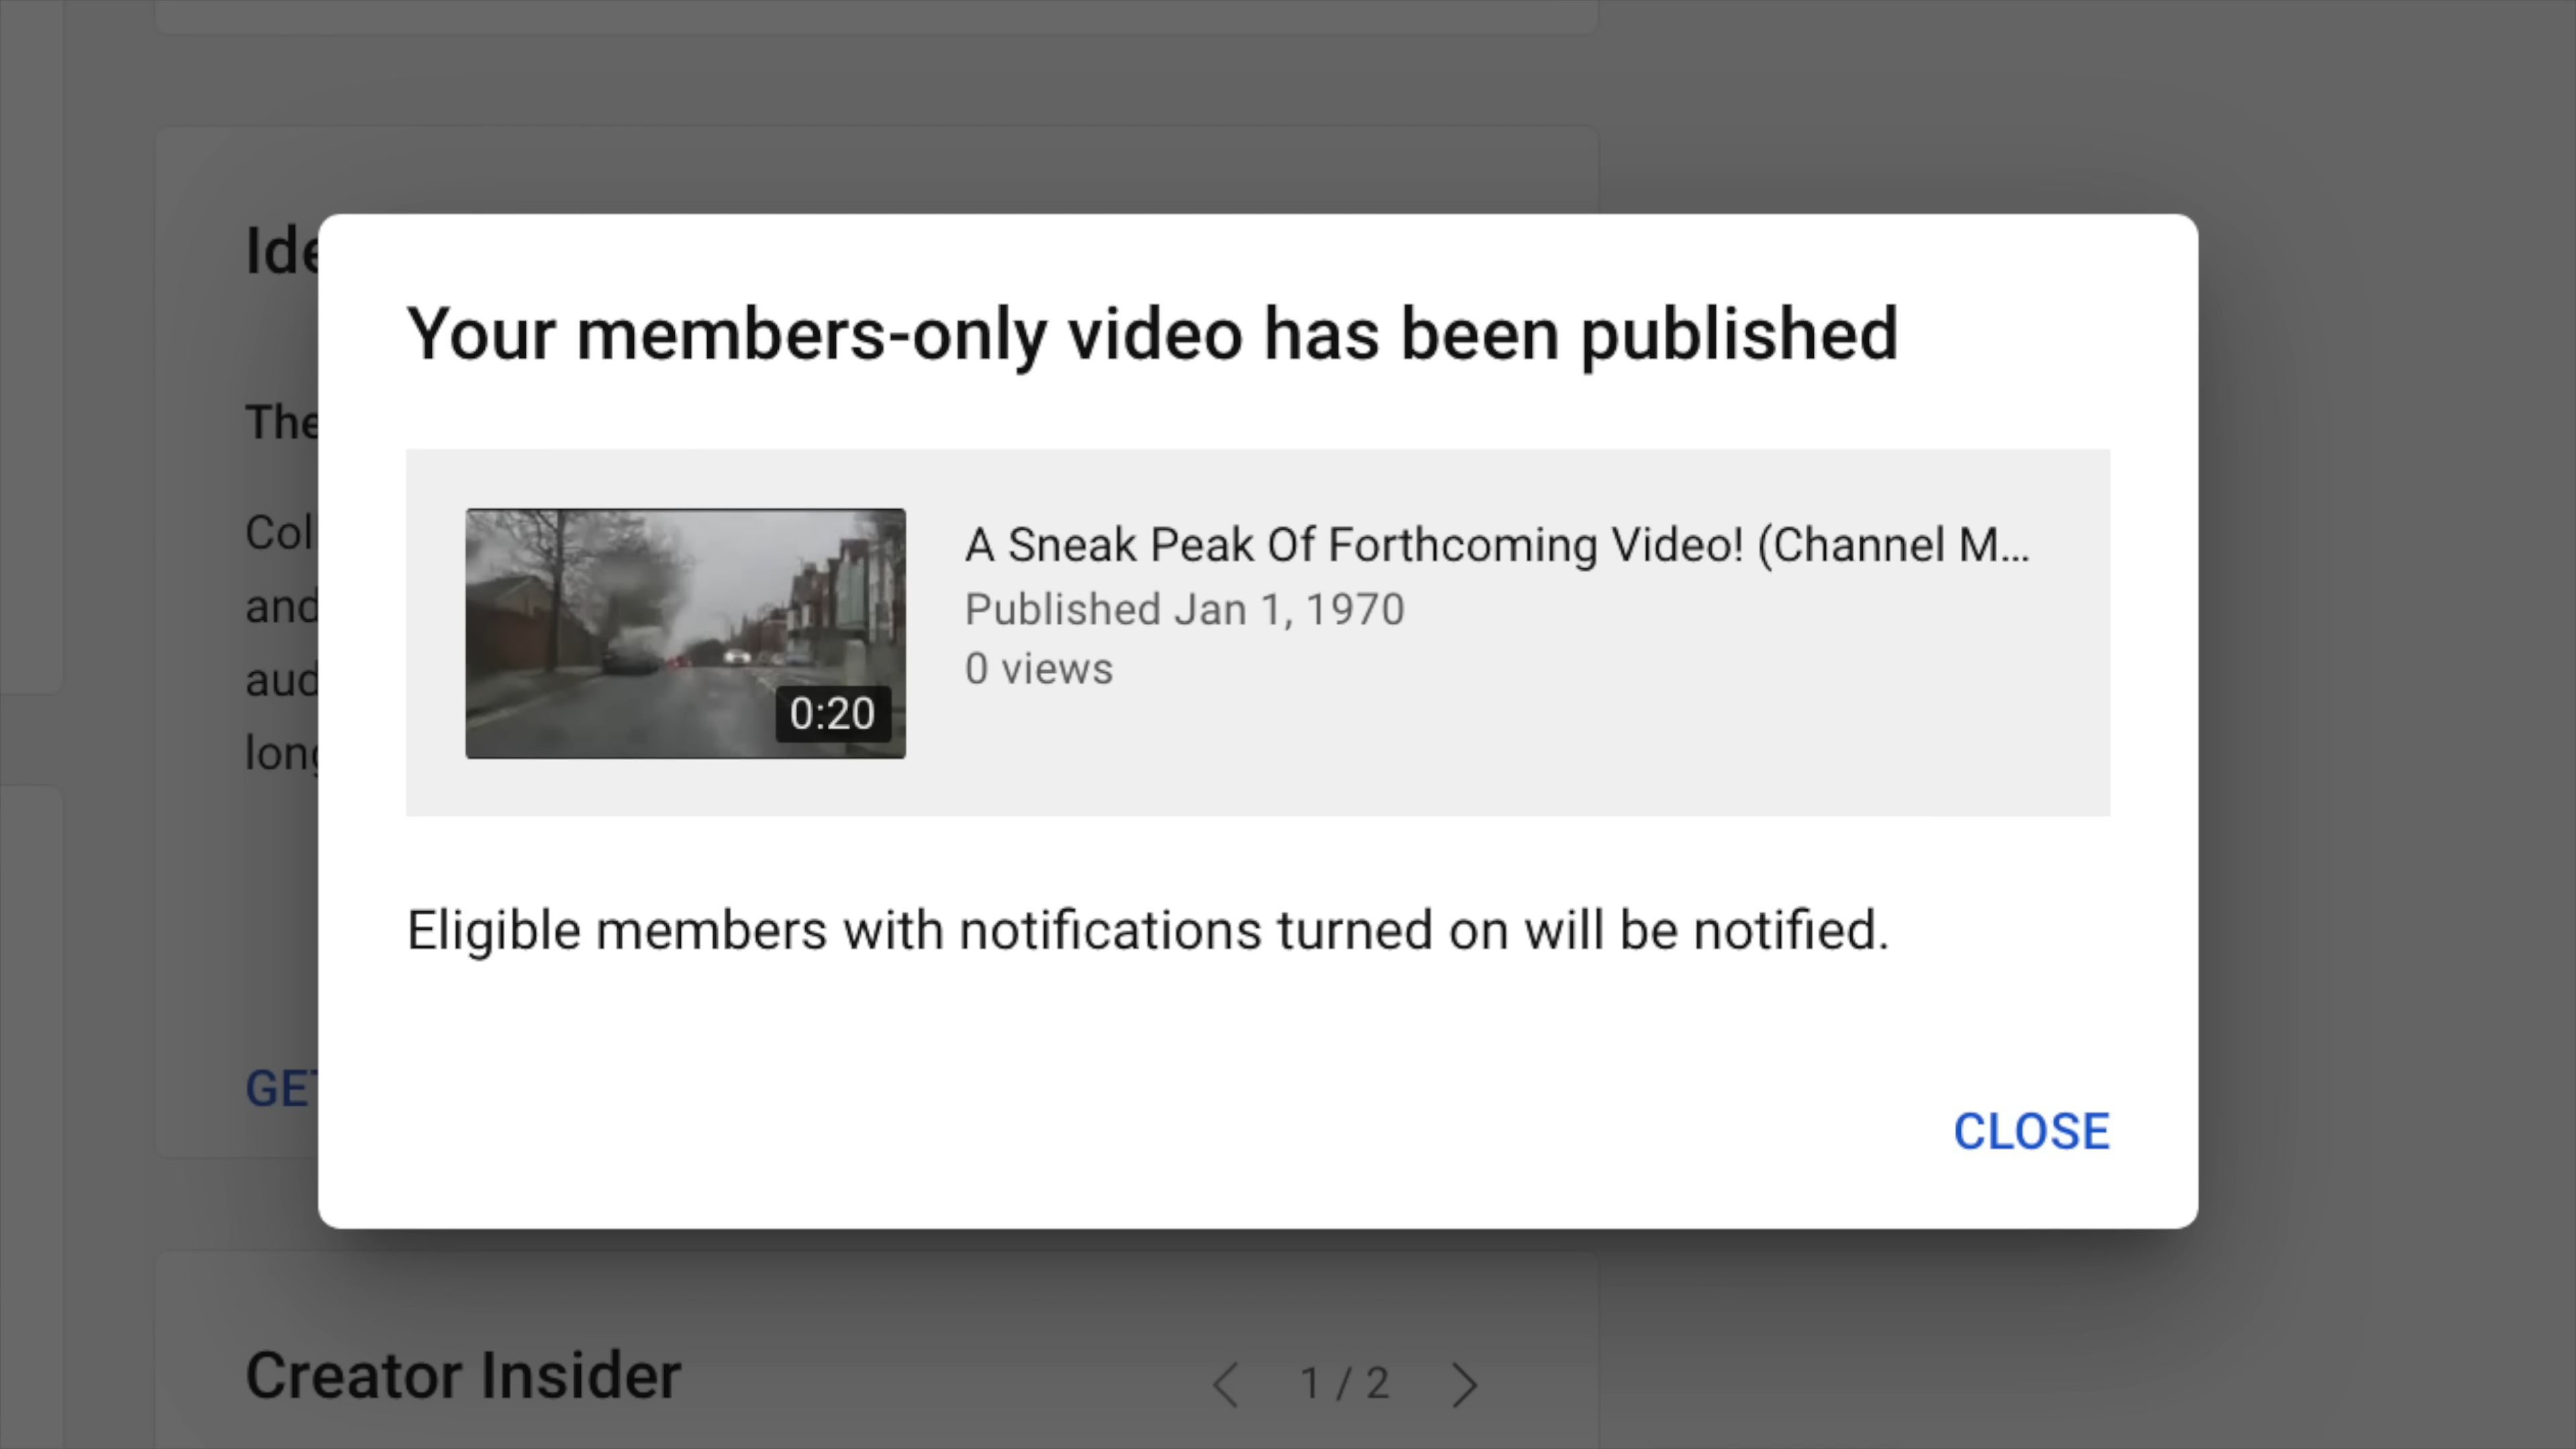 Ide
The
Col
and
aud
long
GET
Your members-only video has been published
0:20
A Sneak Peak Of Forthcoming Video! (Channel M...
Published Jan 1, 1970
0 views
Eligible members with notifications turned on will be notified.
CLOSE
Creator Insider
1 / 2